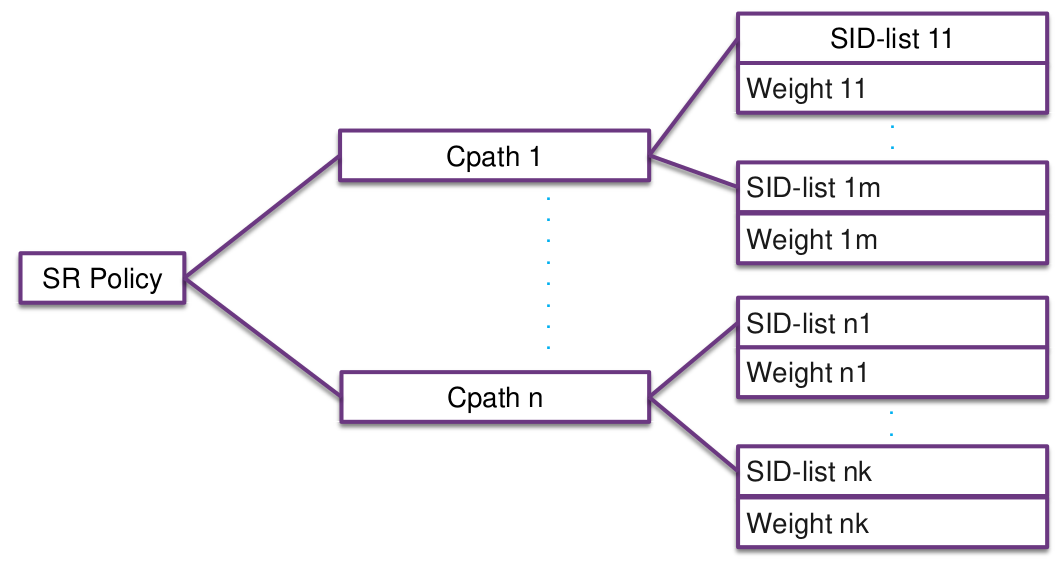 SID-list 11
Weight 11
Cpath 1
SID-list 1m
Weight 1m
SR Policy
SID-list n1
Weight n1
Cpath n
SID-list nk
Weight nk